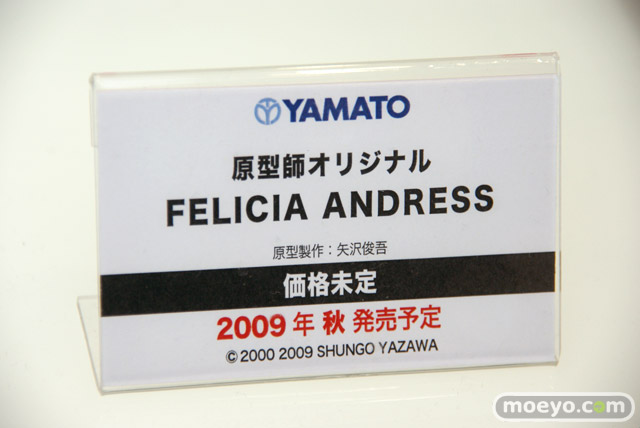 YAMATO
原型師オリジナル
FELICIA ANDRESS
原型製作：矢沢俊吾
価格未定
2009年 秋 発売予定
© 2000 2009 SHUNGO YAZAWA
moeyo.com